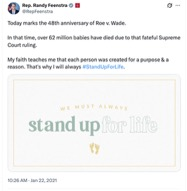 Rep. Randy Feenstra
@RepFeenstra
Today marks the 48th anniversary of Roe v. Wade.
In that time, over 62 million babies have died due to that fateful Supreme
Court ruling.
My faith teaches me that each person was created for a purpose & a
reason. That's why I will always #StandUpForLife.
WE MUST ALWAYS
stand up for life
10:26 AM · Jan 22, 2021